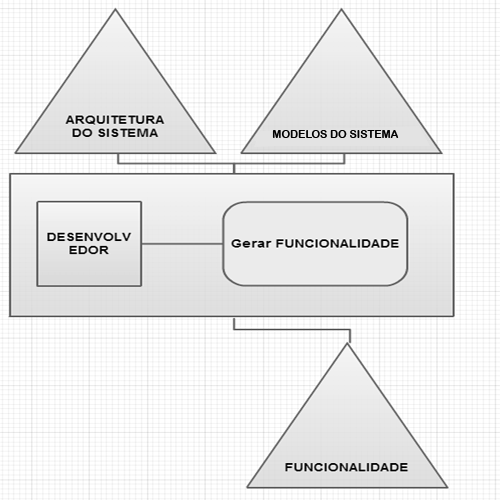 ARQUITETURA
DO SISTEMA
MODELOS DO SISTEMA
DESENVOLV
EDOR
Gerar FUNCIONALIDADE
FUNCIONALIDADE